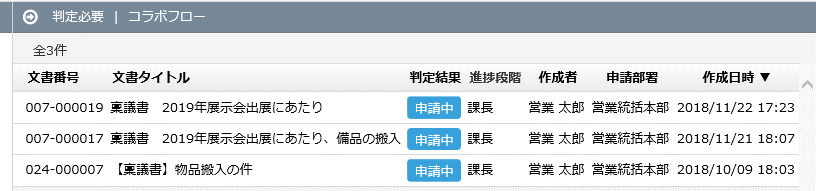 判定必要 | コラボフロー
全3件
文書番号 文書タイトル 判定結果 進捗段階 作成者 申請部署 作成日時 ▼
007-000019 稟議書　2019年展示会出展にあたり 申請中 課長 営業 太郎 営業統括本部 2018/11/22 17:23
007-000017 稟議書　2019年展示会出展にあたり、備品の搬入 申請中 課長 営業 太郎 営業統括本部 2018/11/21 18:07
024-000007 【稟議書】物品搬入の件 申請中 課長 営業 太郎 営業統括本部 2018/10/09 18:03